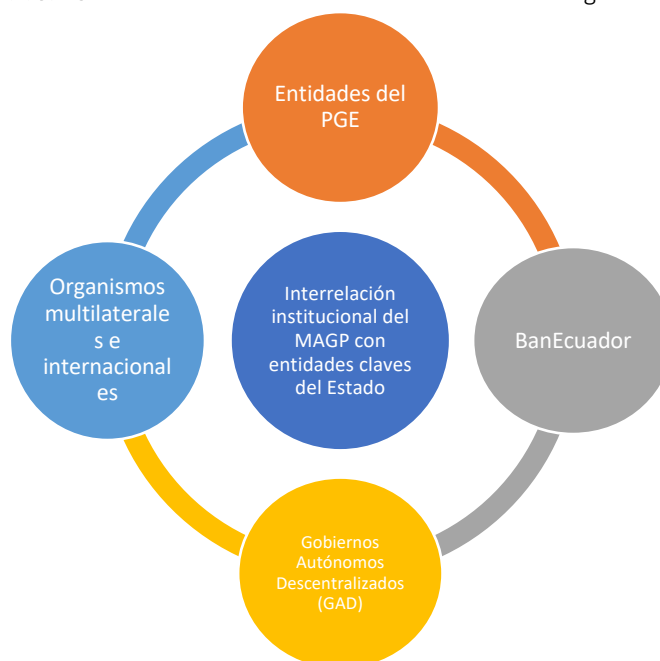 Entidades del
PGE
Organismos
multilaterale
s e
internacional
es
Interrelación
institucional del
MAGP con
entidades claves
del Estado
BanEcuador
Gobiernos
Autónomos
Descentralizados
(GAD)